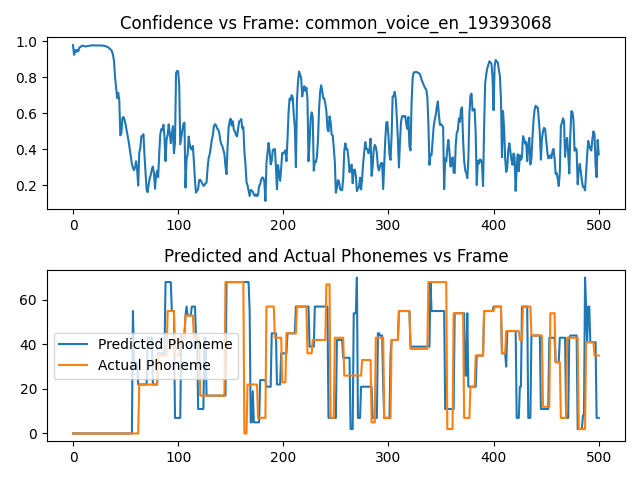 Confidence vs Frame: common_voice_en_19393068
1.0
0.8
0.6
0.4
0.2
0 100 200 300 400 500
Predicted and Actual Phonemes vs Frame
60
40
20
0
Predicted Phoneme
Actual Phoneme
0 100 200 300 400 500